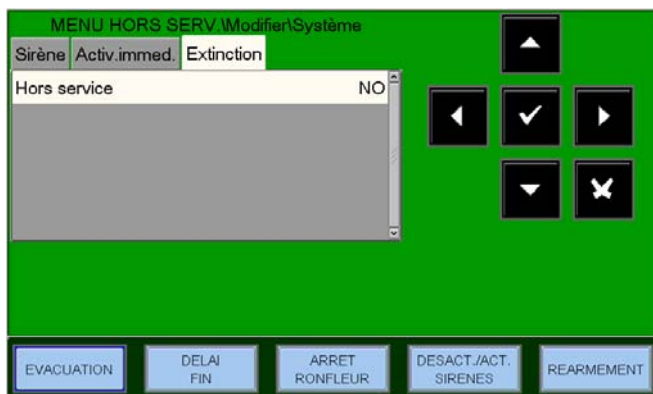 MENU HORS SERV.\Modifier\Système
Sirène Activ.immed. Extinction
Hors service NO
EVACUATION
DELAI
FIN
ARRET
RONFLEUR
DESACT./ACT.
SIRENES
REARMEMENT